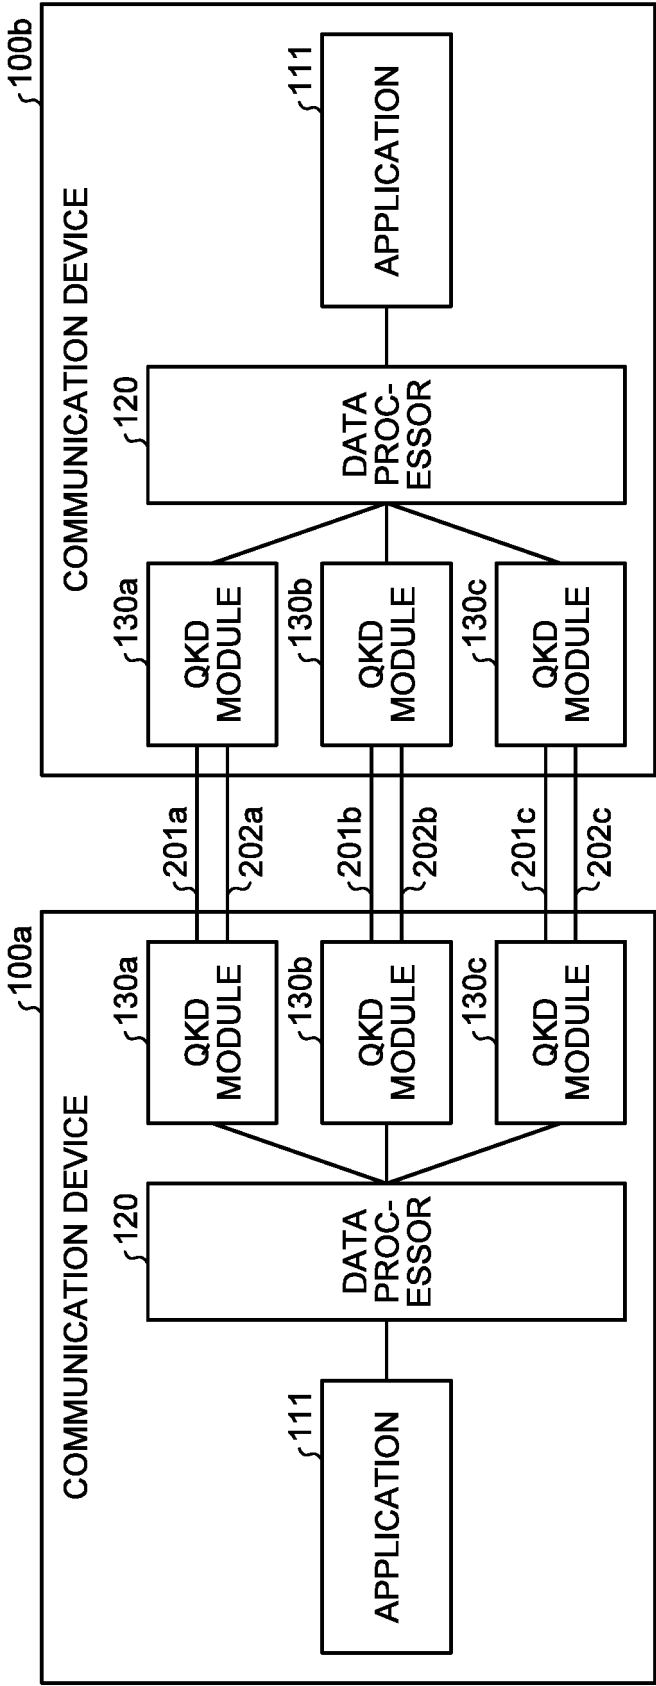 100a
COMMUNICATION DEVICE
111
APPLICATION
120
DATA
PROC-
ESSOR
130a
QKD
MODULE
130b
QKD
MODULE
130c
QKD
MODULE
201a
202a
201b
202b
201c
202c
100b
COMMUNICATION DEVICE
130a
QKD
MODULE
130b
QKD
MODULE
130c
QKD
MODULE
120
DATA
PROC-
ESSOR
111
APPLICATION